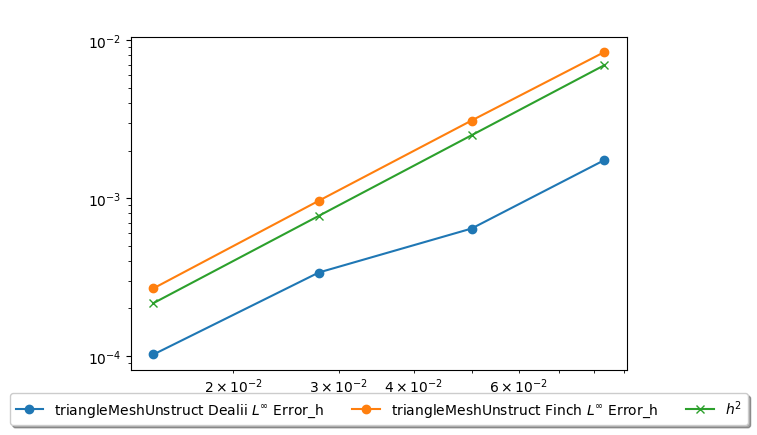 10⁻²
10⁻³
10⁻⁴
2 × 10⁻² 3 × 10⁻² 4 × 10⁻² 6 × 10⁻²
triangleMeshUnstruct Dealii L^∞ Error_h triangleMeshUnstruct Finch L^∞ Error_h h²